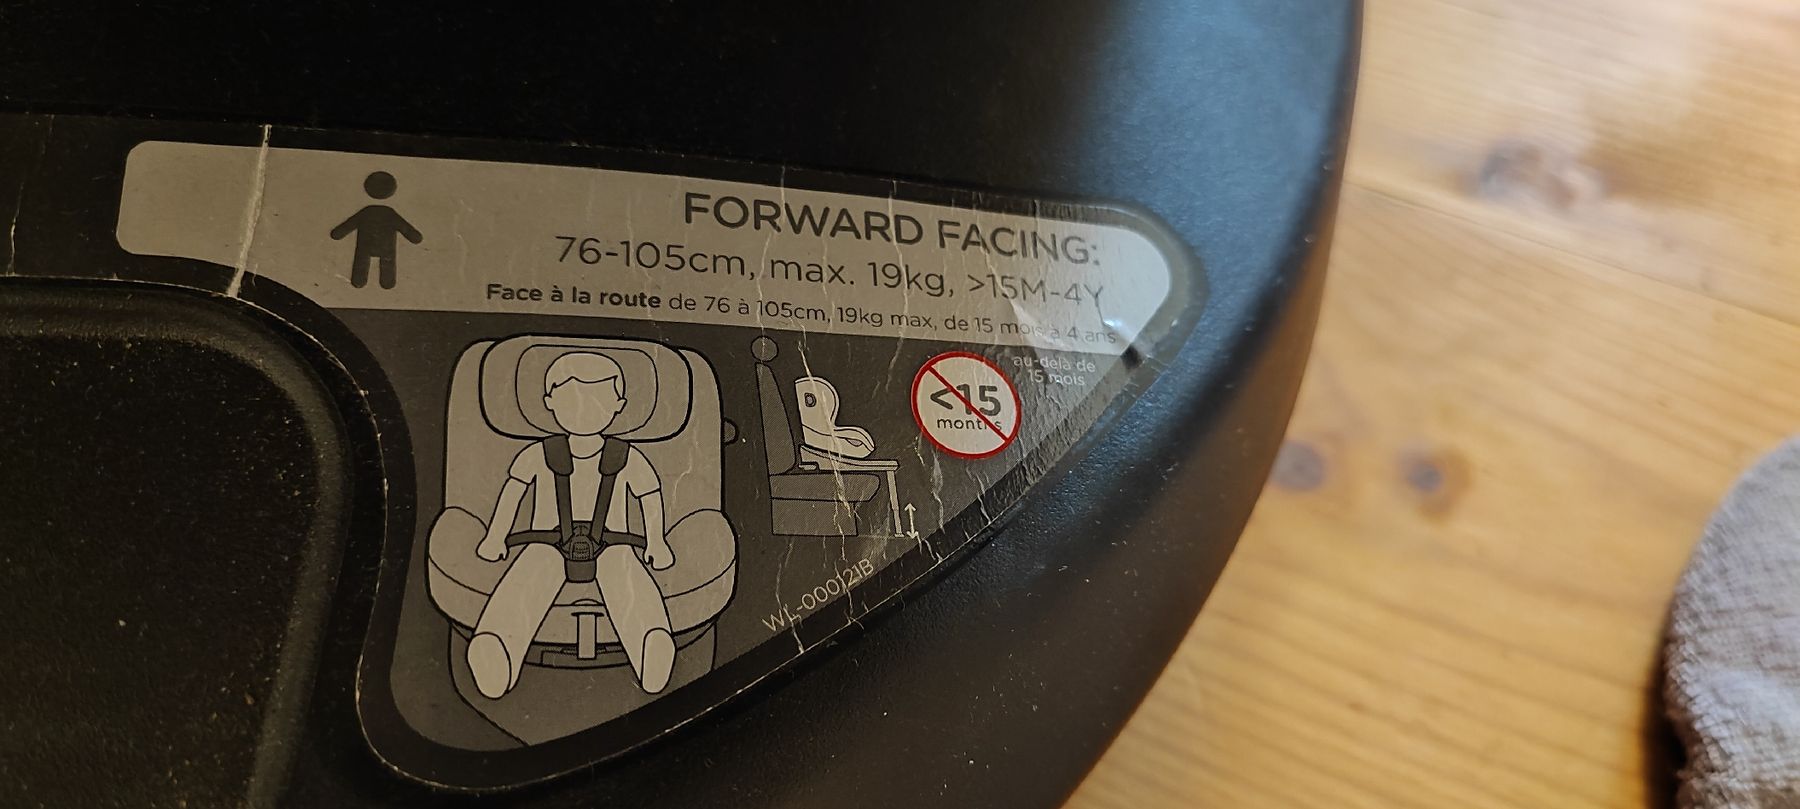 FORWARD FACING:
76-105cm, max. 19kg, >15M-4Y
Face à la route de 76 à 105cm, 19kg max, de 15 mois à 4 ans
<15
months
au-delà de
15 mois
WL-000121B